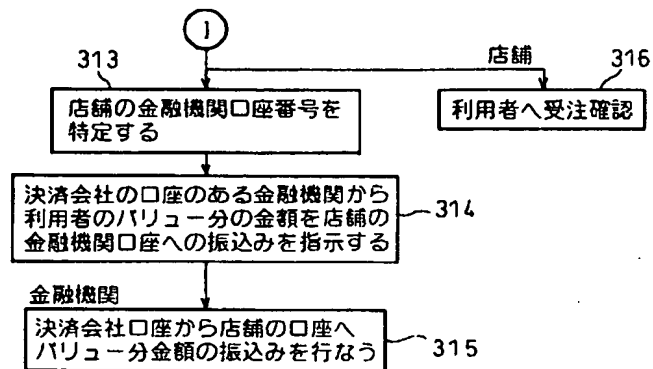 1
313
店舗
316
店舗の金融機関口座番号を
特定する
利用者へ受注確認
決済会社の口座のある金融機関から
利用者のバリュー分の金額を店舗の
金融機関口座への振込みを指示する
314
金融機関
決済会社口座から店舗の口座へ
バリュー分金額の振込みを行なう
315